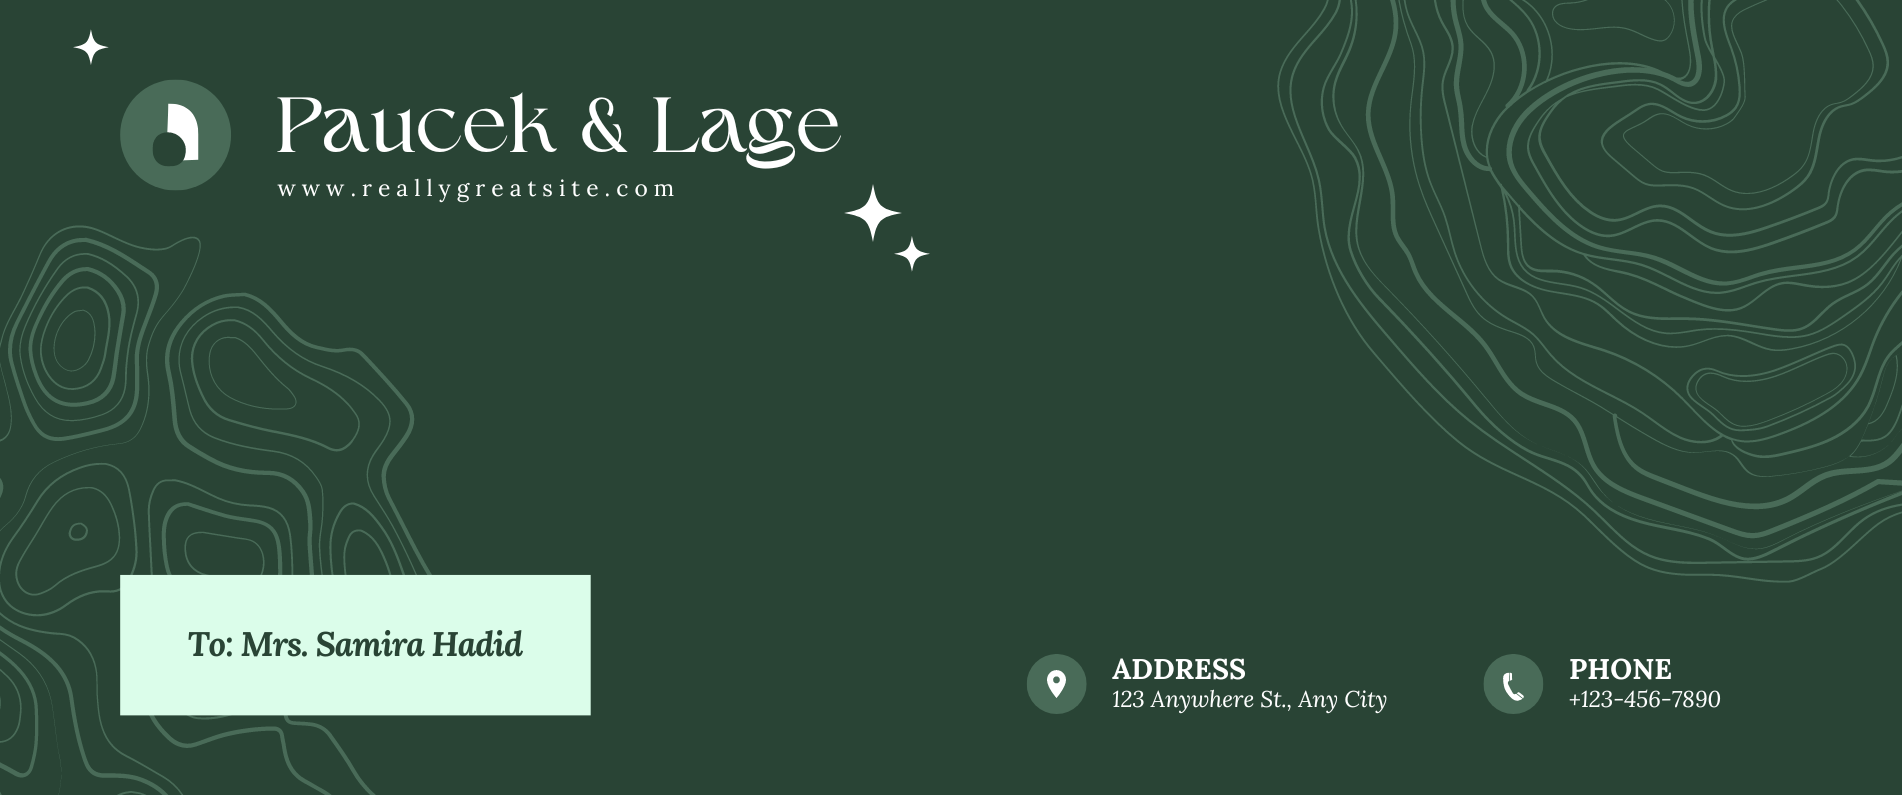 Paucek & Lage
www.reallygreatsite.com
To: Mrs. Samira Hadid
ADDRESS
123 Anywhere St., Any City
PHONE
+123-456-7890